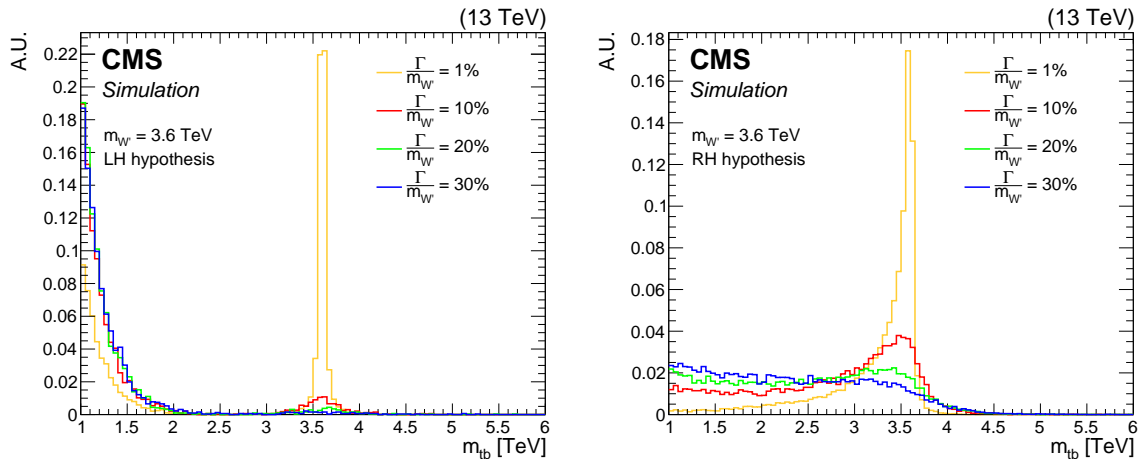 (13 TeV)
A.U.
CMS
Simulation
m_W' = 3.6 TeV
LH hypothesis
Γ/m_W' = 1%
Γ/m_W' = 10%
Γ/m_W' = 20%
Γ/m_W' = 30%
0.22
0.2
0.18
0.16
0.14
0.12
0.1
0.08
0.06
0.04
0.02
0
1 1.5 2 2.5 3 3.5 4 4.5 5 5.5 6
m_tb [TeV]
(13 TeV)
A.U.
CMS
Simulation
m_W' = 3.6 TeV
RH hypothesis
Γ/m_W' = 1%
Γ/m_W' = 10%
Γ/m_W' = 20%
Γ/m_W' = 30%
0.18
0.16
0.14
0.12
0.1
0.08
0.06
0.04
0.02
0
1 1.5 2 2.5 3 3.5 4 4.5 5 5.5 6
m_tb [TeV]